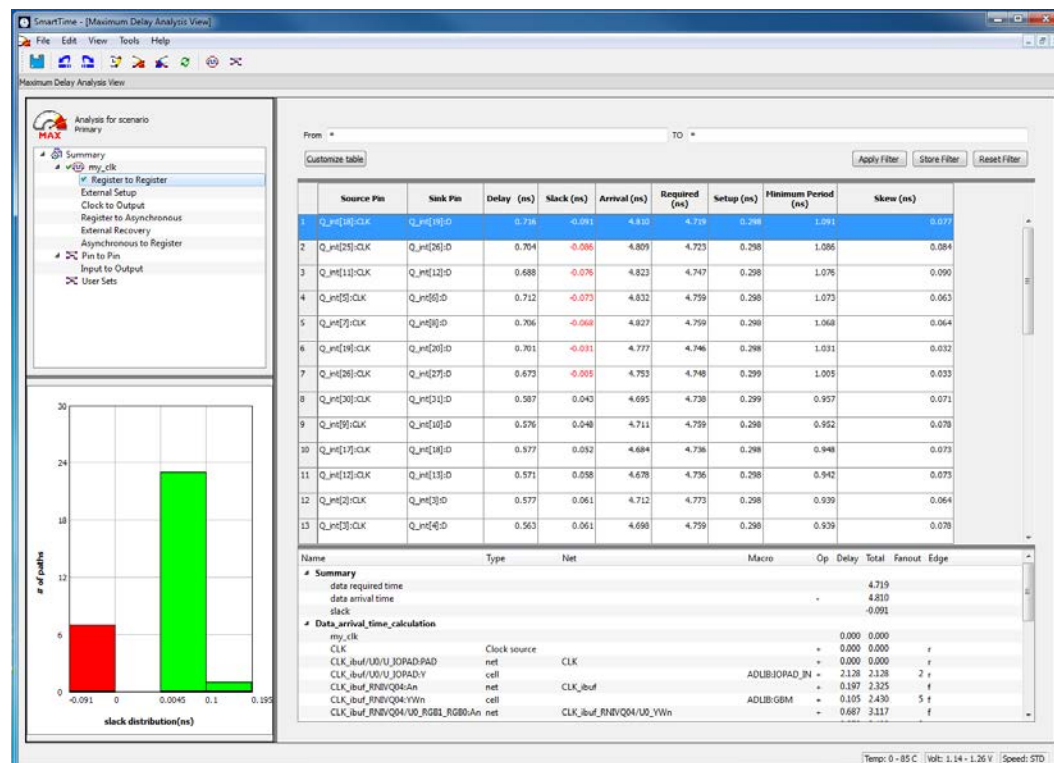 SmartTime - [Maximum Delay Analysis View]
File Edit View Tools Help
Maximum Delay Analysis View
MAX
Analysis for scenario
Primary
Summary
my_clk
Register to Register
External Setup
Clock to Output
Register to Asynchronous
External Recovery
Asynchronous to Register
Pin to Pin
Input to Output
User Sets
From * TO *
Customize table Apply Filter Store Filter Reset Filter
Source Pin Sink Pin Delay (ns) Slack (ns) Arrival (ns) Required (ns) Setup (ns) Minimum Period (ns) Skew (ns)
1 Q_int[18]:CLK Q_int[19]:D 0.716 -0.091 4.810 4.719 0.298 1.091 0.077
2 Q_int[25]:CLK Q_int[26]:D 0.704 -0.086 4.809 4.723 0.298 1.086 0.084
3 Q_int[11]:CLK Q_int[12]:D 0.688 -0.076 4.823 4.747 0.298 1.076 0.090
4 Q_int[5]:CLK Q_int[6]:D 0.712 -0.073 4.832 4.759 0.298 1.073 0.063
5 Q_int[7]:CLK Q_int[8]:D 0.706 -0.068 4.827 4.759 0.298 1.068 0.064
6 Q_int[19]:CLK Q_int[20]:D 0.701 -0.031 4.777 4.746 0.298 1.031 0.032
7 Q_int[26]:CLK Q_int[27]:D 0.673 -0.005 4.753 4.748 0.299 1.005 0.033
8 Q_int[30]:CLK Q_int[31]:D 0.587 0.043 4.695 4.738 0.299 0.957 0.071
9 Q_int[9]:CLK Q_int[10]:D 0.576 0.048 4.711 4.759 0.298 0.952 0.078
10 Q_int[17]:CLK Q_int[18]:D 0.577 0.052 4.684 4.736 0.298 0.948 0.073
11 Q_int[12]:CLK Q_int[13]:D 0.571 0.058 4.678 4.736 0.298 0.942 0.073
12 Q_int[2]:CLK Q_int[3]:D 0.577 0.061 4.712 4.773 0.298 0.939 0.064
13 Q_int[3]:CLK Q_int[4]:D 0.563 0.061 4.698 4.759 0.298 0.939 0.078
30
24
18
12
6
0
# of paths
-0.091 0 0.0045 0.1 0.195
slack distribution(ns)
Name Type Net Macro Op Delay Total Fanout Edge
Summary
data required time 4.719
data arrival time - 4.810
slack -0.091
Data_arrival_time_calculation
my_clk 0.000 0.000
CLK Clock source + 0.000 0.000 r
CLK_ibuf/U0/U_IOPAD:PAD net CLK + 0.000 0.000 r
CLK_ibuf/U0/U_IOPAD:Y cell ADLIB:IOPAD_IN + 2.128 2.128 2 r
CLK_ibuf_RNIVQ04:An net CLK_ibuf + 0.197 2.325 f
CLK_ibuf_RNIVQ04:YWn cell ADLIB:GBM + 0.105 2.430 5 f
CLK_ibuf_RNIVQ04/U0_RGB1_RGB0:An net CLK_ibuf_RNIVQ04/U0_YWn + 0.687 3.117 f
Temp: 0 - 85 C Volt: 1.14 - 1.26 V Speed: STD